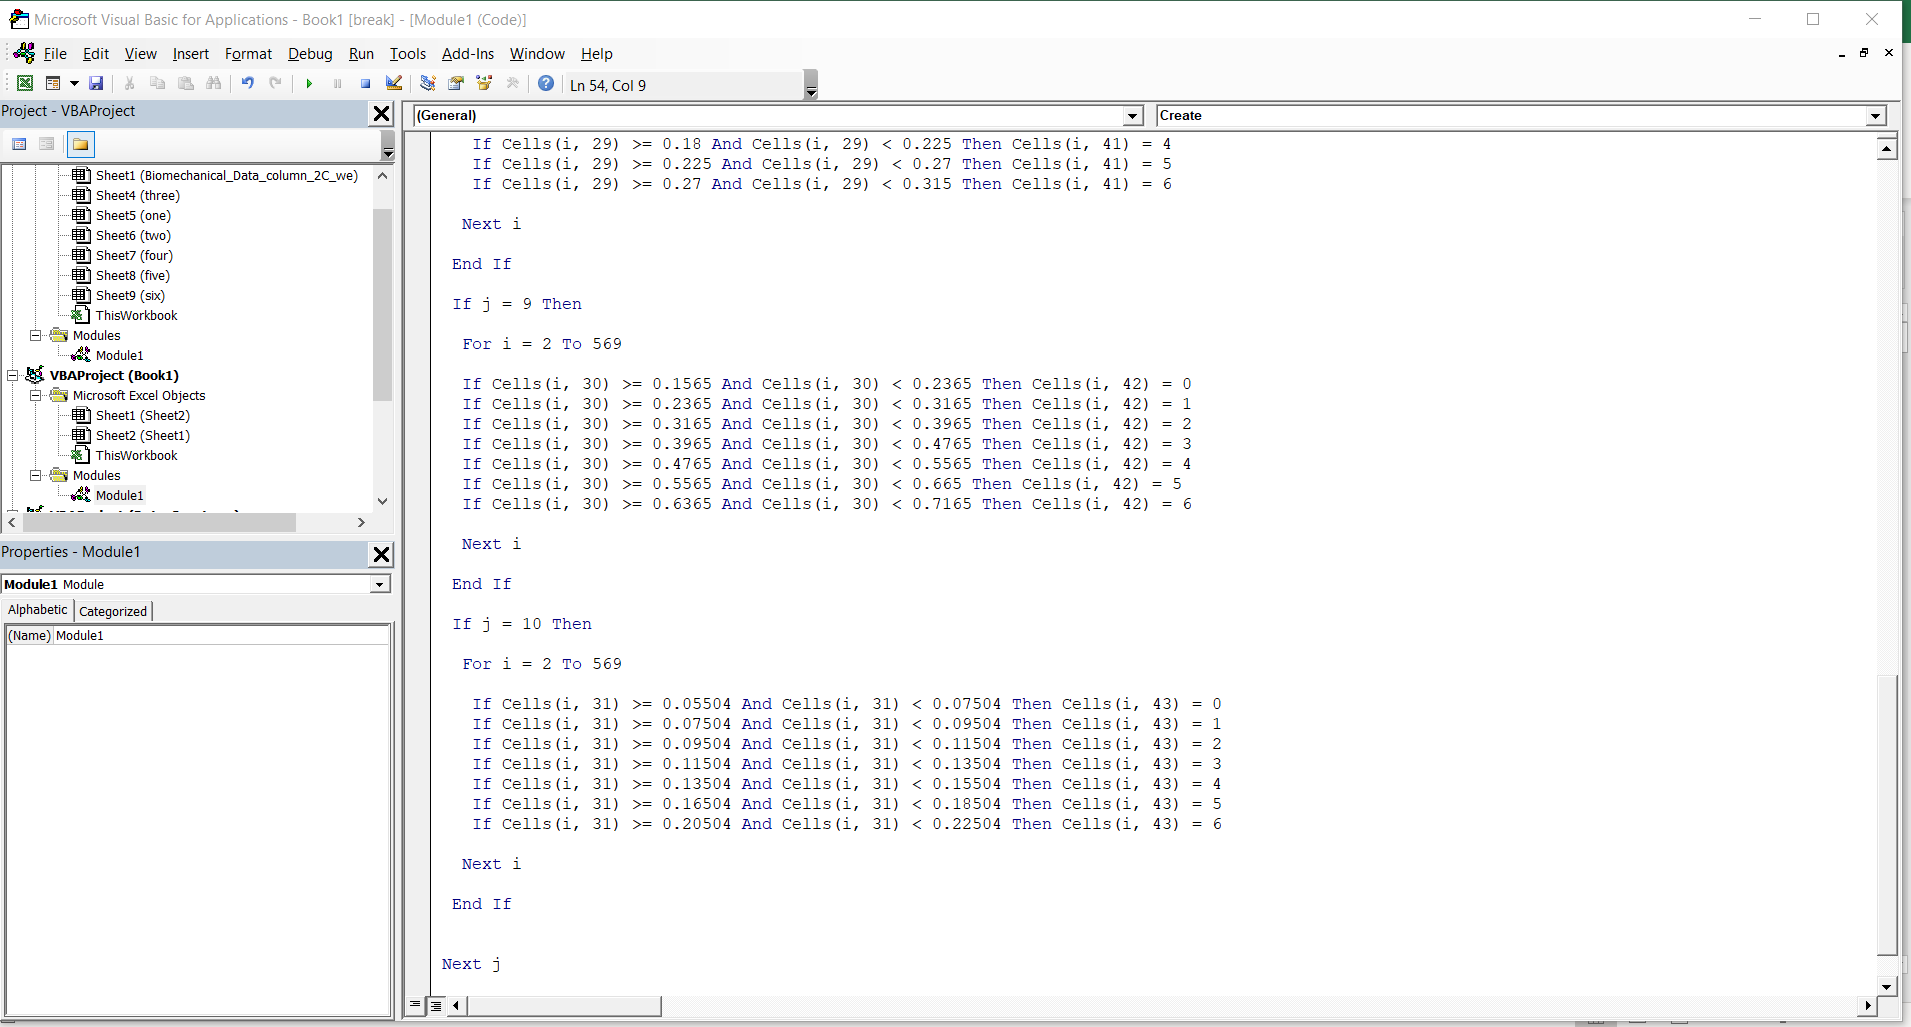 Microsoft Visual Basic for Applications - Book1 [break] - [Module1 (Code)]
File Edit View Insert Format Debug Run Tools Add-Ins Window Help
Ln 54, Col 9
Project - VBAProject
Sheet1 (Biomechanical_Data_column_2C_we)
Sheet4 (three)
Sheet5 (one)
Sheet6 (two)
Sheet7 (four)
Sheet8 (five)
Sheet9 (six)
ThisWorkbook
Modules
Module1
VBAProject (Book1)
Microsoft Excel Objects
Sheet1 (Sheet2)
Sheet2 (Sheet1)
ThisWorkbook
Modules
Module1
Properties - Module1
Module1 Module
Alphabetic Categorized
(Name) Module1
(General) Create
If Cells(i, 29) >= 0.18 And Cells(i, 29) < 0.225 Then Cells(i, 41) = 4
If Cells(i, 29) >= 0.225 And Cells(i, 29) < 0.27 Then Cells(i, 41) = 5
If Cells(i, 29) >= 0.27 And Cells(i, 29) < 0.315 Then Cells(i, 41) = 6
Next i
End If
If j = 9 Then
For i = 2 To 569
If Cells(i, 30) >= 0.1565 And Cells(i, 30) < 0.2365 Then Cells(i, 42) = 0
If Cells(i, 30) >= 0.2365 And Cells(i, 30) < 0.3165 Then Cells(i, 42) = 1
If Cells(i, 30) >= 0.3165 And Cells(i, 30) < 0.3965 Then Cells(i, 42) = 2
If Cells(i, 30) >= 0.3965 And Cells(i, 30) < 0.4765 Then Cells(i, 42) = 3
If Cells(i, 30) >= 0.4765 And Cells(i, 30) < 0.5565 Then Cells(i, 42) = 4
If Cells(i, 30) >= 0.5565 And Cells(i, 30) < 0.665 Then Cells(i, 42) = 5
If Cells(i, 30) >= 0.6365 And Cells(i, 30) < 0.7165 Then Cells(i, 42) = 6
Next i
End If
If j = 10 Then
For i = 2 To 569
If Cells(i, 31) >= 0.05504 And Cells(i, 31) < 0.07504 Then Cells(i, 43) = 0
If Cells(i, 31) >= 0.07504 And Cells(i, 31) < 0.09504 Then Cells(i, 43) = 1
If Cells(i, 31) >= 0.09504 And Cells(i, 31) < 0.11504 Then Cells(i, 43) = 2
If Cells(i, 31) >= 0.11504 And Cells(i, 31) < 0.13504 Then Cells(i, 43) = 3
If Cells(i, 31) >= 0.13504 And Cells(i, 31) < 0.15504 Then Cells(i, 43) = 4
If Cells(i, 31) >= 0.16504 And Cells(i, 31) < 0.18504 Then Cells(i, 43) = 5
If Cells(i, 31) >= 0.20504 And Cells(i, 31) < 0.22504 Then Cells(i, 43) = 6
Next i
End If
Next j